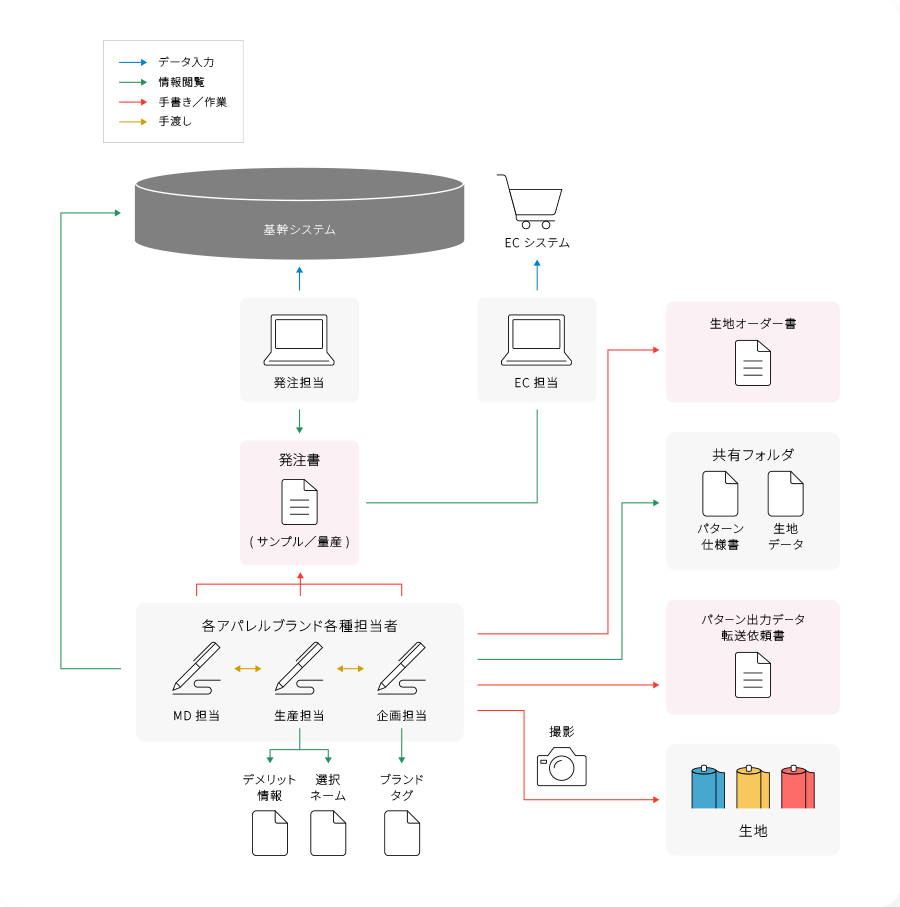 データ入力
情報閲覧
手書き／作業
手渡し
基幹システム
EC システム
発注担当
EC 担当
生地オーダー書
発注書
(サンプル／量産)
共有フォルダ
パターン
仕様書
生地
データ
各アパレルブランド各種担当者
MD 担当
生産担当
企画担当
パターン出力データ
転送依頼書
撮影
デメリット
情報
選択
ネーム
ブランド
タグ
生地